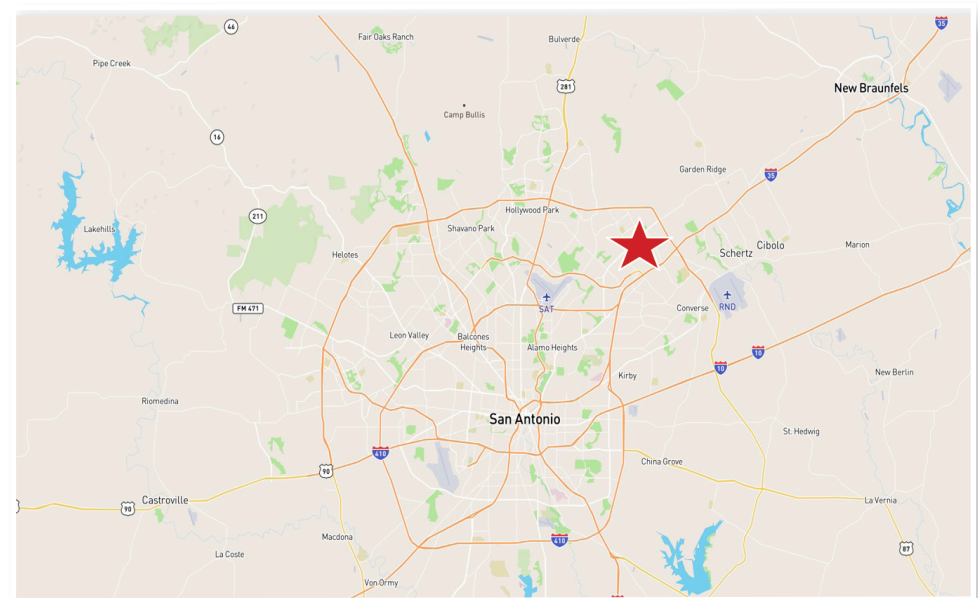 46
35
Fair Oaks Ranch
Bulverde
Pipe Creek
281
New Braunfels
Camp Bullis
16
Garden Ridge
35
Hollywood Park
211
Shavano Park
Lakehills
Cibolo
Marion
Helotes
Schertz
FM 471
SAT
RND
Converse
Leon Valley
Balcones
Heights
Alamo Heights
10
10
New Berlin
Kirby
Riomedina
San Antonio
St. Hedwig
410
China Grove
90
Castroville
La Vernia
90
Macdona
410
87
La Coste
Von Ormy